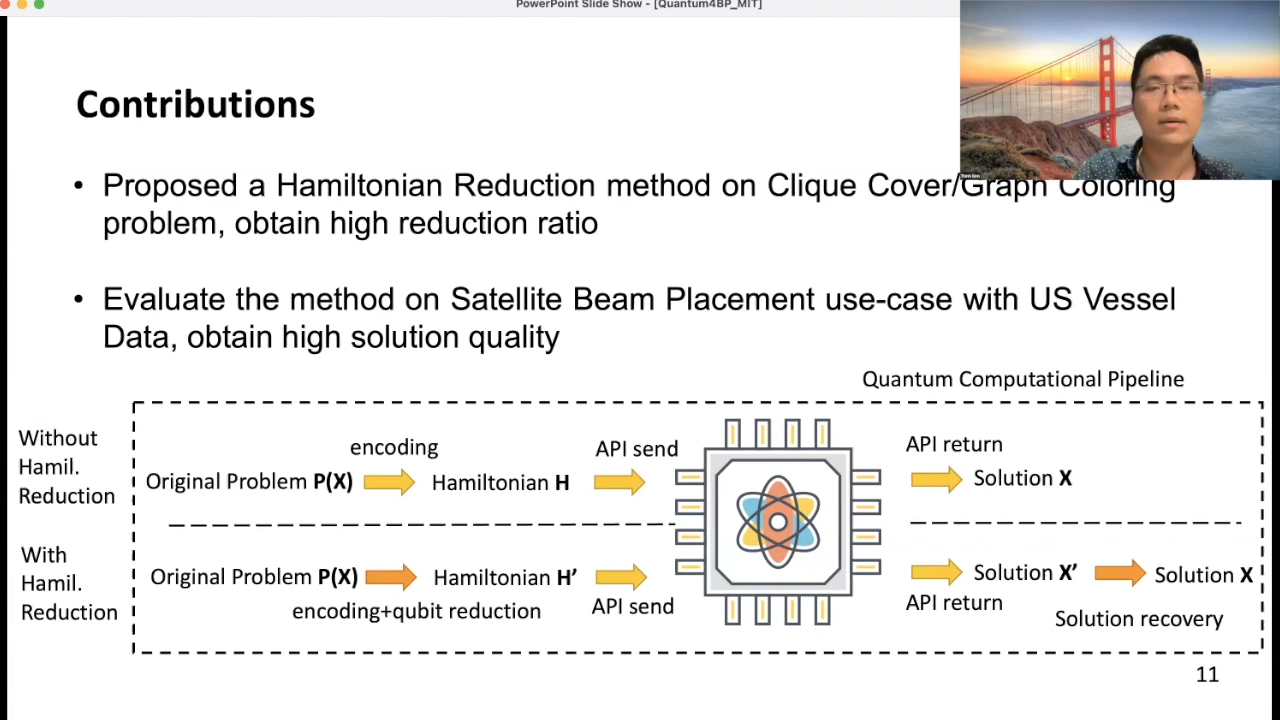 PowerPoint Slide Show - [Quantum4BP_MIT]
Contributions
• Proposed a Hamiltonian Reduction method on Clique Cover/Graph Coloring
problem, obtain high reduction ratio
• Evaluate the method on Satellite Beam Placement use-case with US Vessel
Data, obtain high solution quality
Quantum Computational Pipeline
Without
Hamil.
Reduction
encoding
API send
API return
Original Problem P(X)
Hamiltonian H
Solution X
With
Hamil.
Reduction
Original Problem P(X)
Hamiltonian H’
Solution X’
Solution X
encoding+qubit reduction
API send
API return
Solution recovery
11